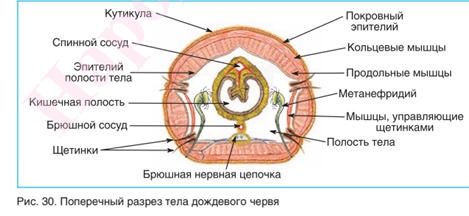 Кутикула
Спинной сосуд
Эпителий
полости тела
Кишечная полость
Брюшной сосуд
Щетинки
Брюшная нервная цепочка
Покровный
эпителий
Кольцевые мышцы
Продольные мышцы
Метанефридий
Мышцы, управляющие
щетинками
Полость тела
Рис. 30. Поперечный разрез тела дождевого червя